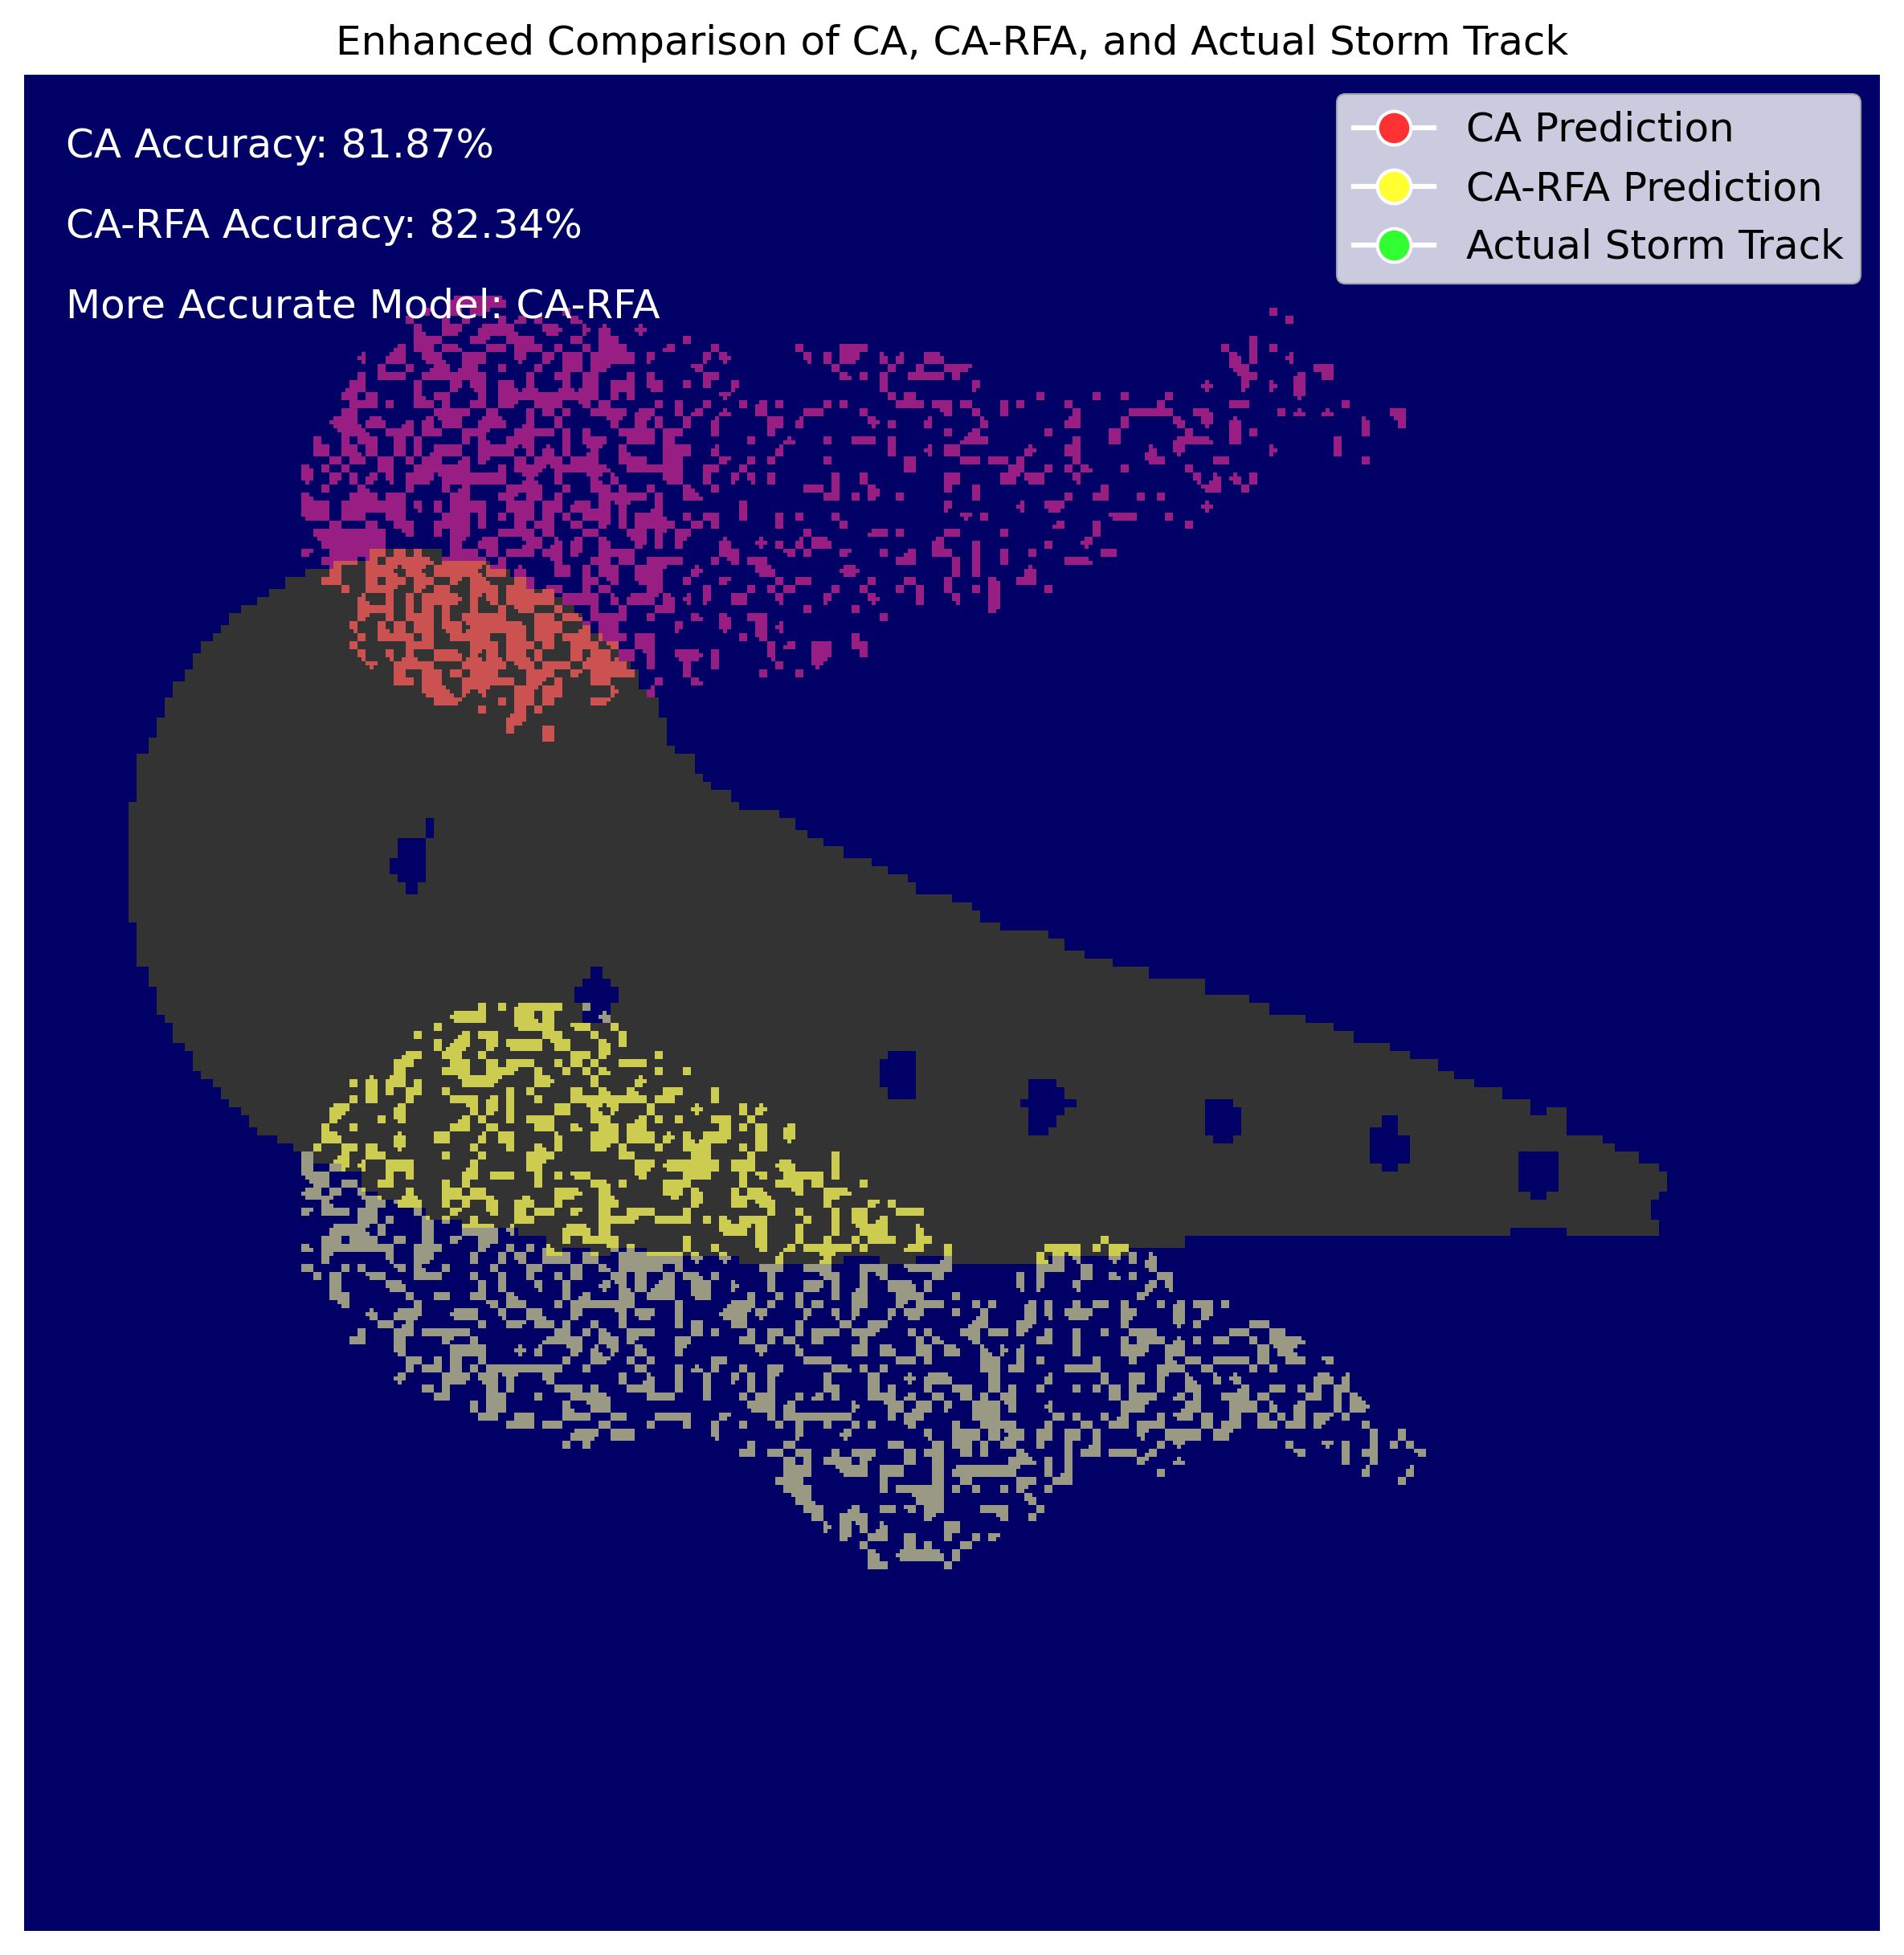 Enhanced Comparison of CA, CA-RFA, and Actual Storm Track
CA Accuracy: 81.87%
CA-RFA Accuracy: 82.34%
More Accurate Model: CA-RFA
CA Prediction
CA-RFA Prediction
Actual Storm Track